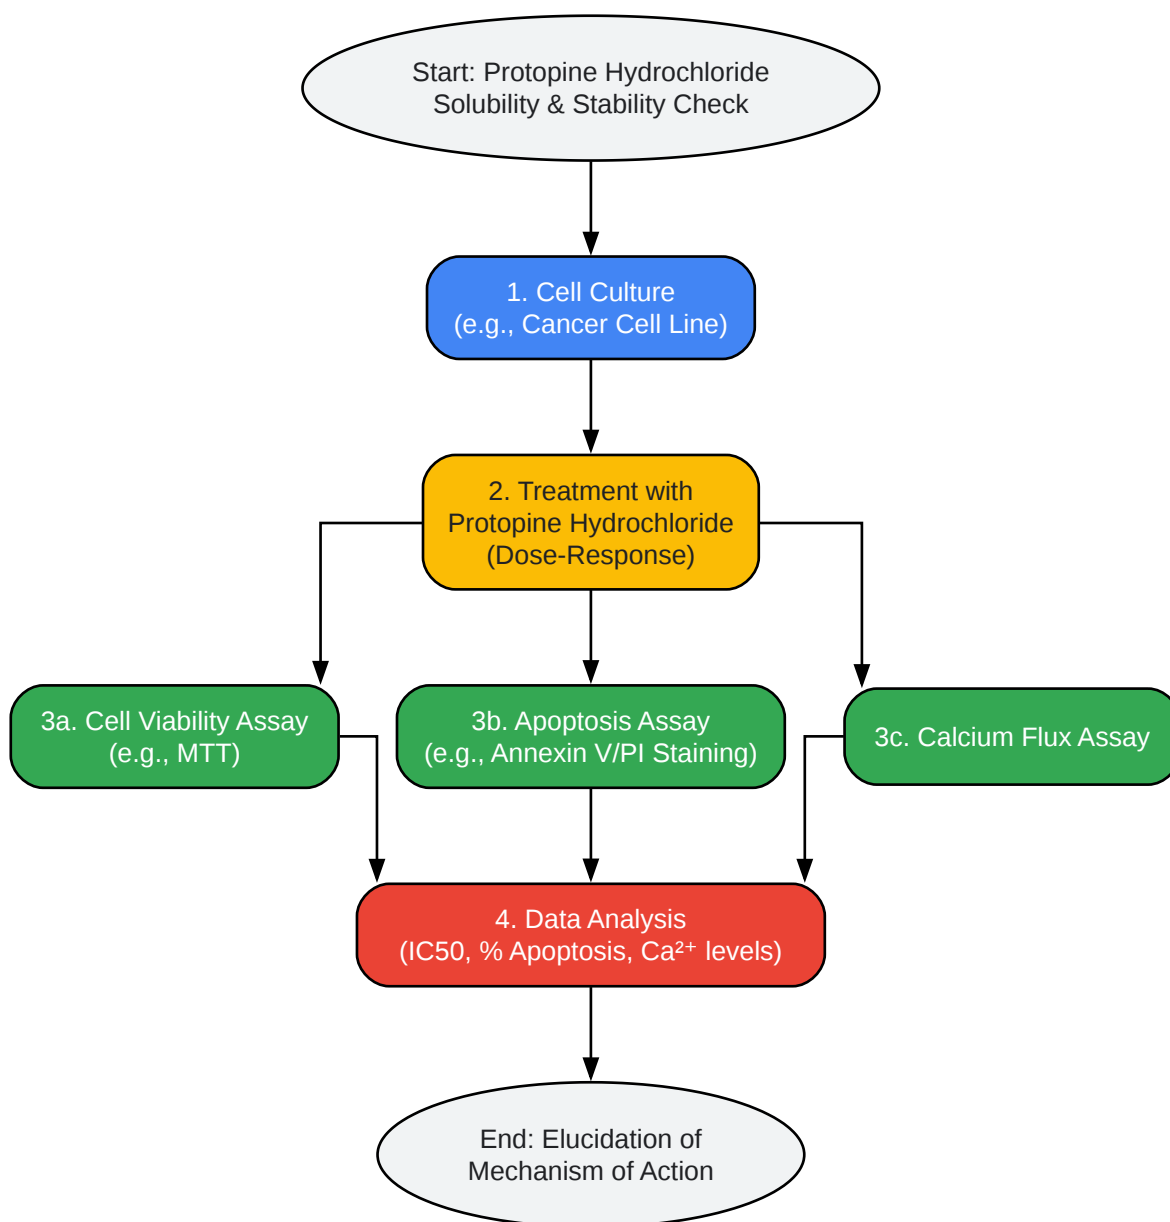 Start: Protopine Hydrochloride
Solubility & Stability Check
1. Cell Culture
(e.g., Cancer Cell Line)
2. Treatment with
Protopine Hydrochloride
(Dose-Response)
3a. Cell Viability Assay
(e.g., MTT)
3b. Apoptosis Assay
(e.g., Annexin V/PI Staining)
3c. Calcium Flux Assay
4. Data Analysis
(IC50, % Apoptosis, Ca²⁺ levels)
End: Elucidation of
Mechanism of Action